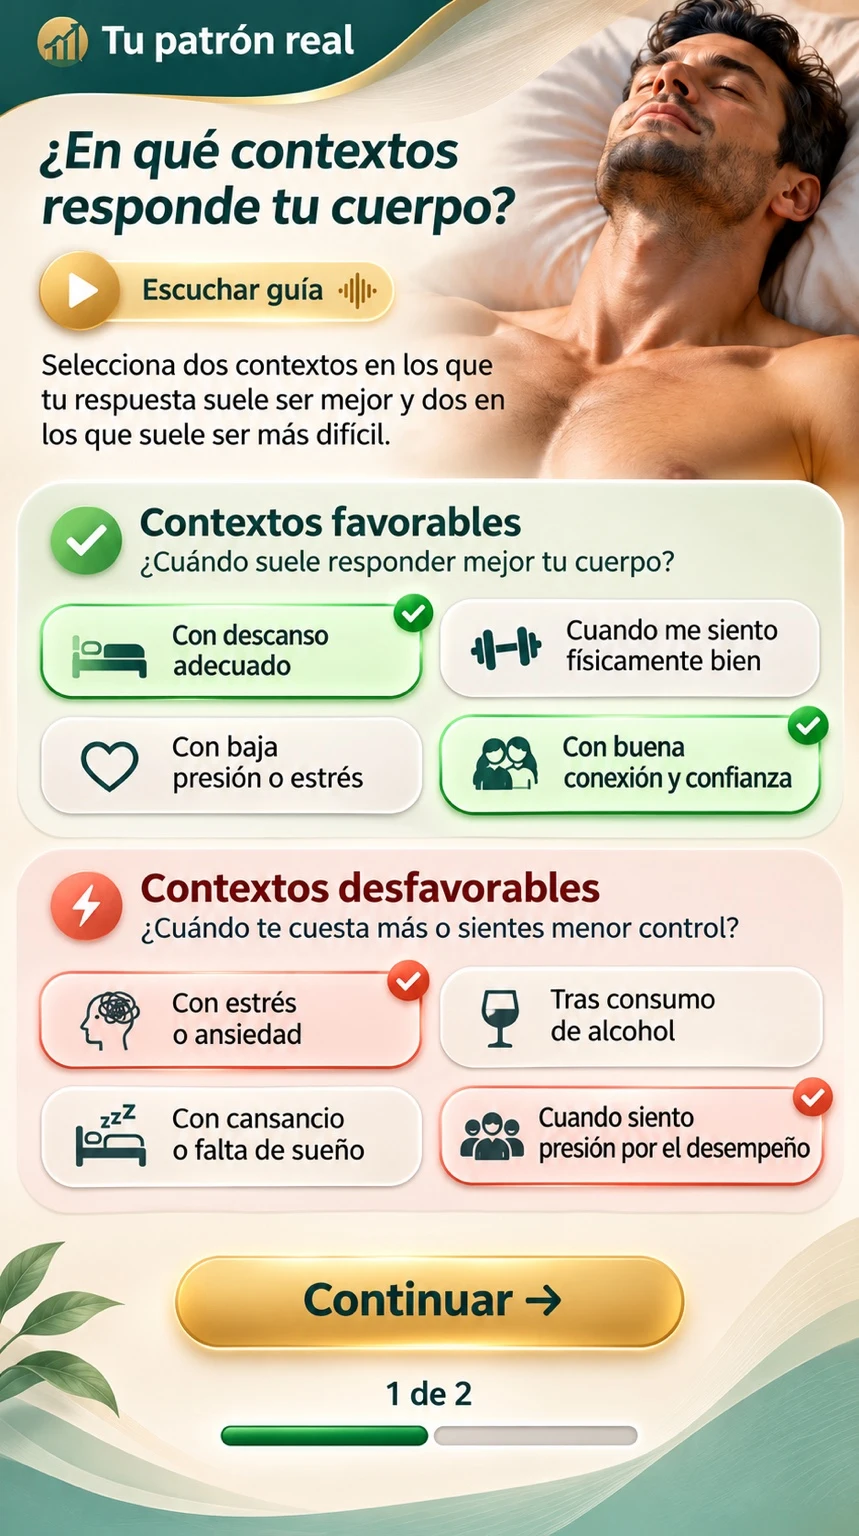 Tu patrón real
¿En qué contextos
responde tu cuerpo?
Escuchar guía
Selecciona dos contextos en los que
tu respuesta suele ser mejor y dos en
los que suele ser más difícil.
Contextos favorables
¿Cuándo suele responder mejor tu cuerpo?
Con descanso
adecuado
Cuando me siento
físicamente bien
Con baja
presión o estrés
Con buena
conexión y confianza
Contextos desfavorables
¿Cuándo te cuesta más o sientes menor control?
Con estrés
o ansiedad
Tras consumo
de alcohol
zzZ
Con cansancio
o falta de sueño
Cuando siento
presión por el desempeño
Continuar →
1 de 2